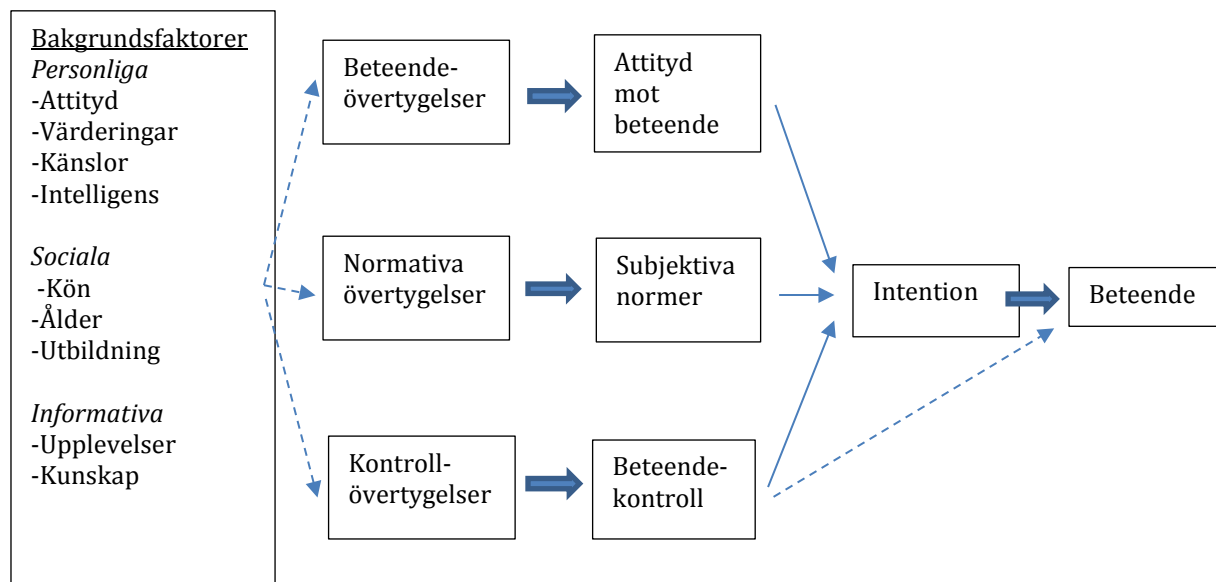 Bakgrundsfaktorer
Personliga
-Attityd
-Värderingar
-Känslor
-Intelligens
Sociala
-Kön
-Ålder
-Utbildning
Informativa
-Upplevelser
-Kunskap
Beteende-
övertygelser
Attityd
mot
beteende
Normativa
övertygelser
Subjektiva
normer
Kontroll-
övertygelser
Beteende-
kontroll
Intention
Beteende